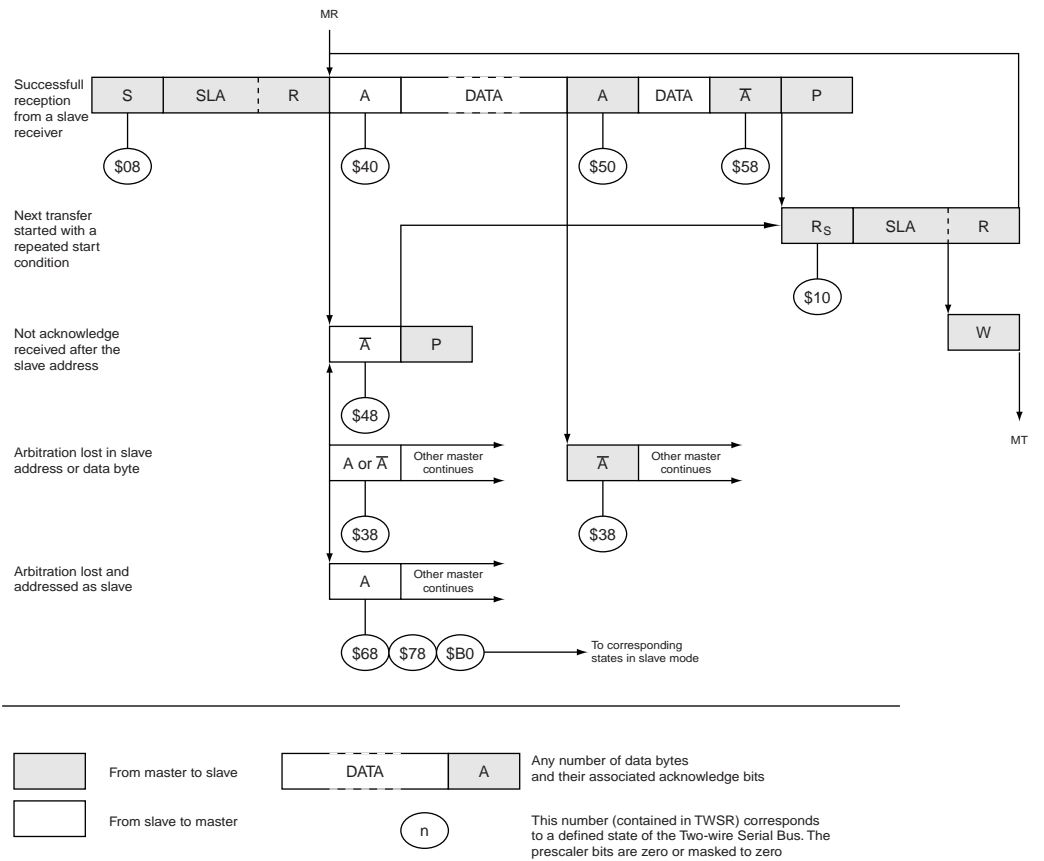 MR
Successfull
reception
from a slave
receiver
S SLA R A DATA A DATA A̅ P
$08 $40 $50 $58
Next transfer
started with a
repeated start
condition
RS SLA R
$10
Not acknowledge
received after the
slave address
A̅ P
W
$48
MT
Arbitration lost in slave
address or data byte
A or A̅ Other master
continues
A̅ Other master
continues
$38 $38
Arbitration lost and
addressed as slave
A Other master
continues
$68 $78 $B0 To corresponding
states in slave mode
From master to slave
DATA A Any number of data bytes
and their associated acknowledge bits
From slave to master
n This number (contained in TWSR) corresponds
to a defined state of the Two-wire Serial Bus. The
prescaler bits are zero or masked to zero